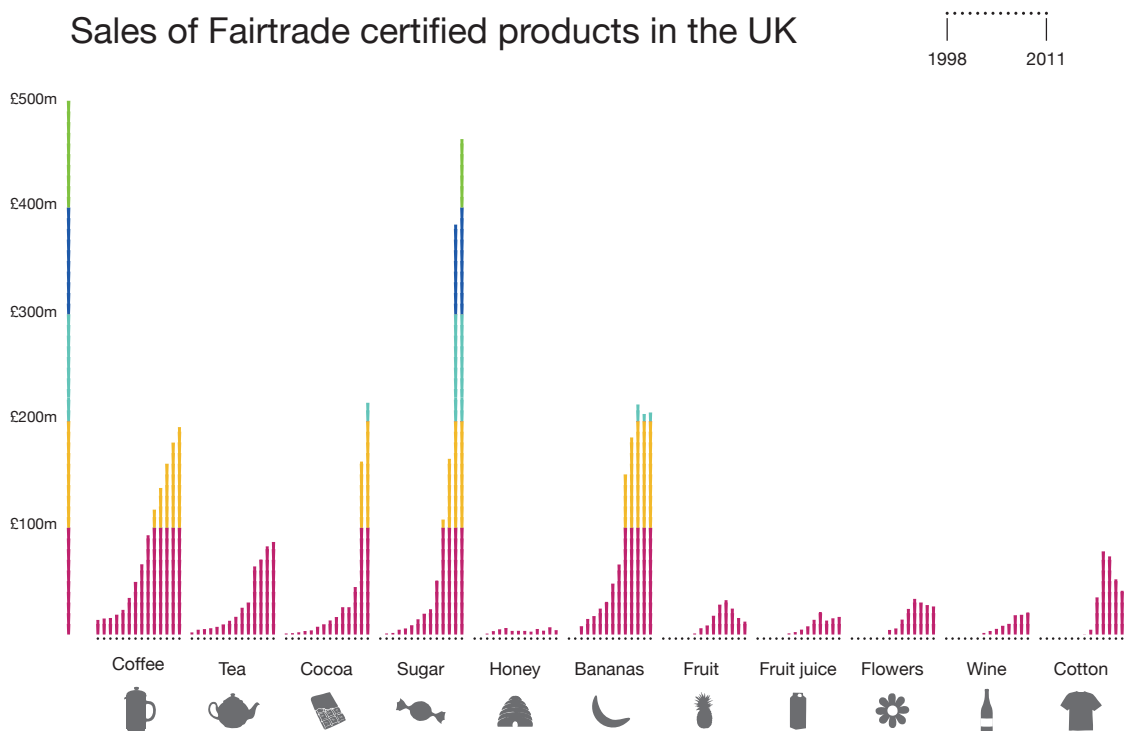 Sales of Fairtrade certified products in the UK
1998 2011
£500m
£400m
£300m
£200m
£100m
Coffee Tea Cocoa Sugar Honey Bananas Fruit Fruit juice Flowers Wine Cotton